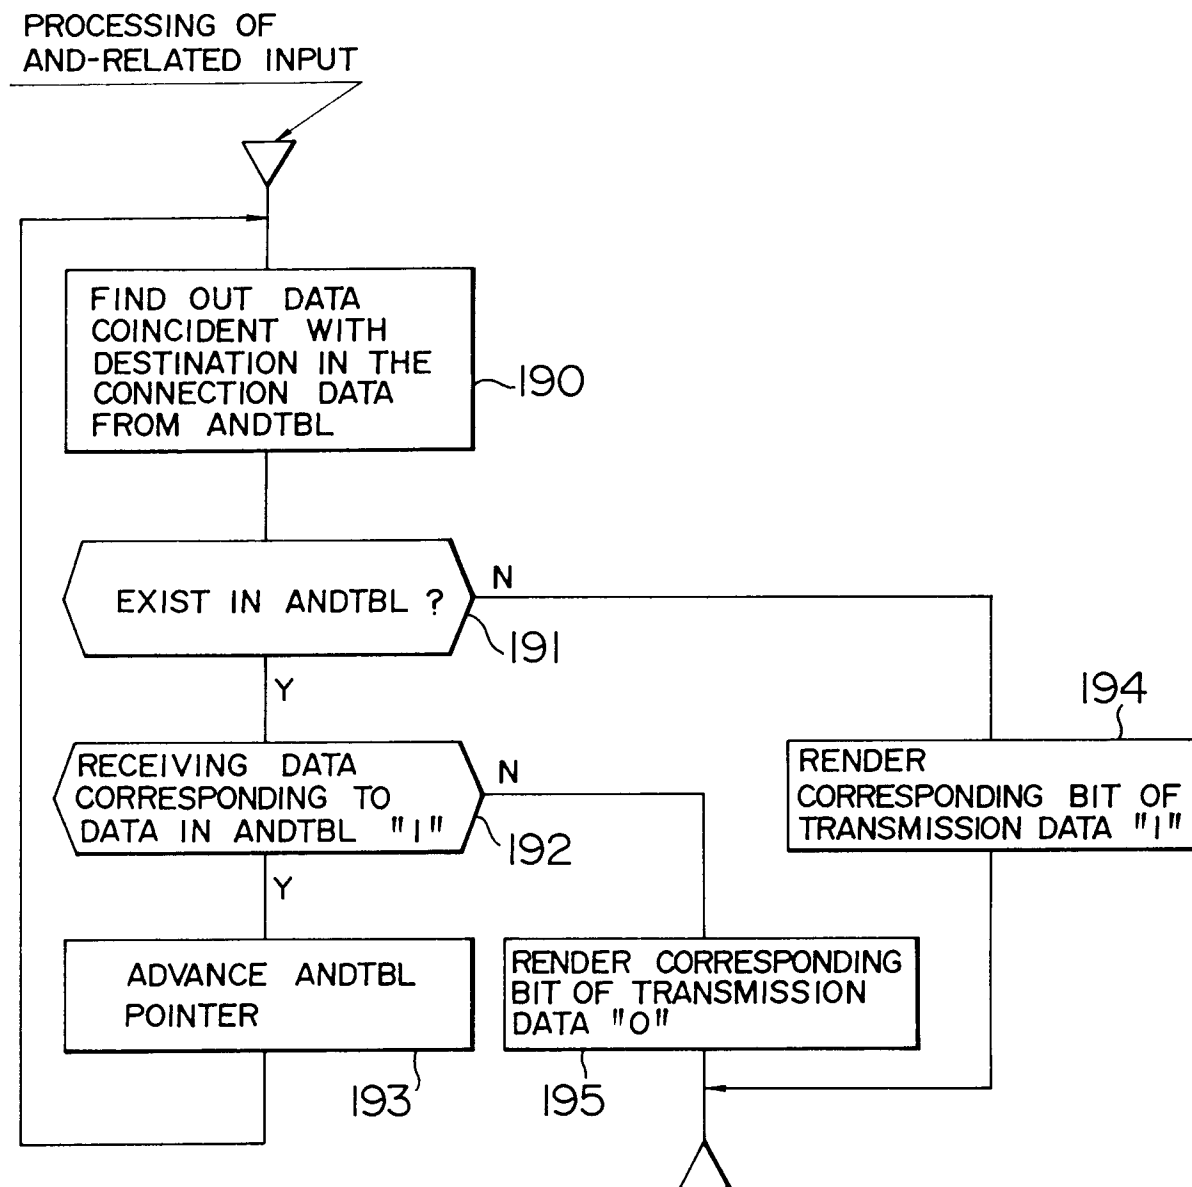 PROCESSING OF
AND-RELATED INPUT
FIND OUT DATA
COINCIDENT WITH
DESTINATION IN THE
CONNECTION DATA
FROM ANDTBL
190
EXIST IN ANDTBL ?
N
191
Y
194
RECEIVING DATA
CORRESPONDING TO
DATA IN ANDTBL "1"
N
192
RENDER
CORRESPONDING BIT OF
TRANSMISSION DATA "1"
Y
ADVANCE ANDTBL
POINTER
193
RENDER CORRESPONDING
BIT OF TRANSMISSION
DATA "0"
195